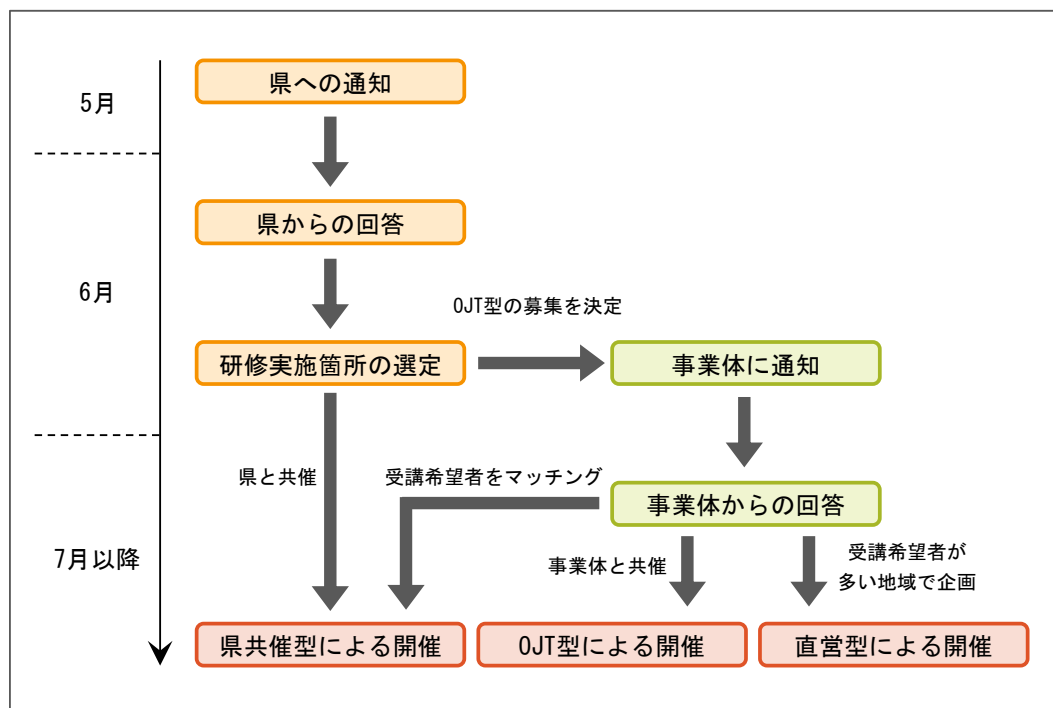 5月
県への通知
県からの回答
6月
OJT型の募集を決定
研修実施箇所の選定
事業体に通知
県と共催
受講希望者をマッチング
事業体からの回答
7月以降
事業体と共催
受講希望者が
多い地域で企画
県共催型による開催
OJT型による開催
直営型による開催